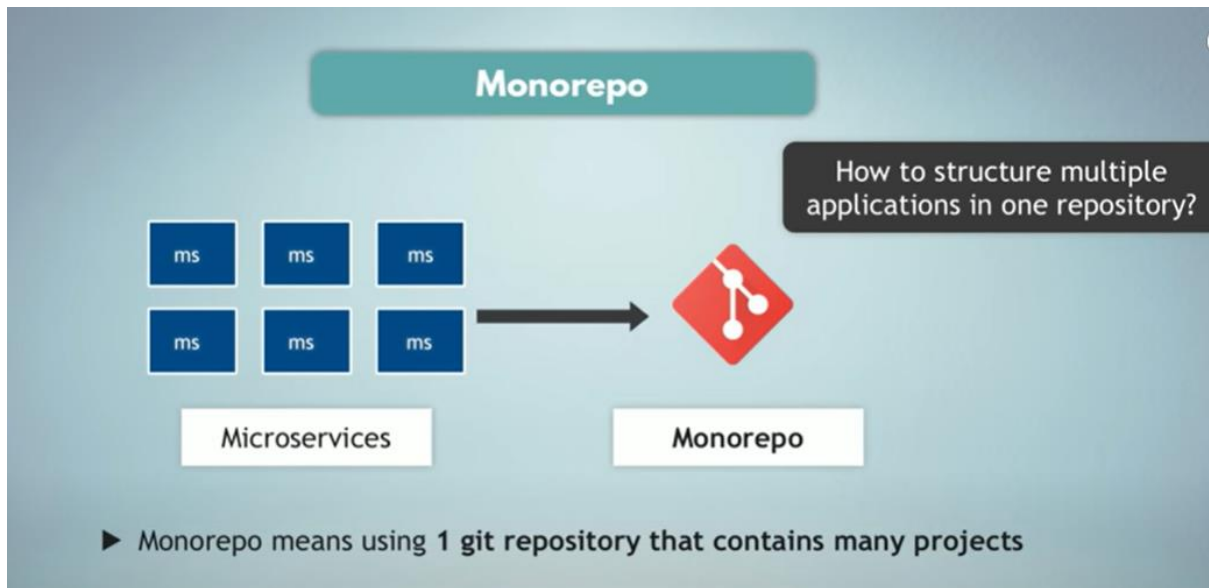 Monorepo
How to structure multiple
applications in one repository?
ms ms ms
ms ms ms
Microservices
Monorepo
▶ Monorepo means using 1 git repository that contains many projects